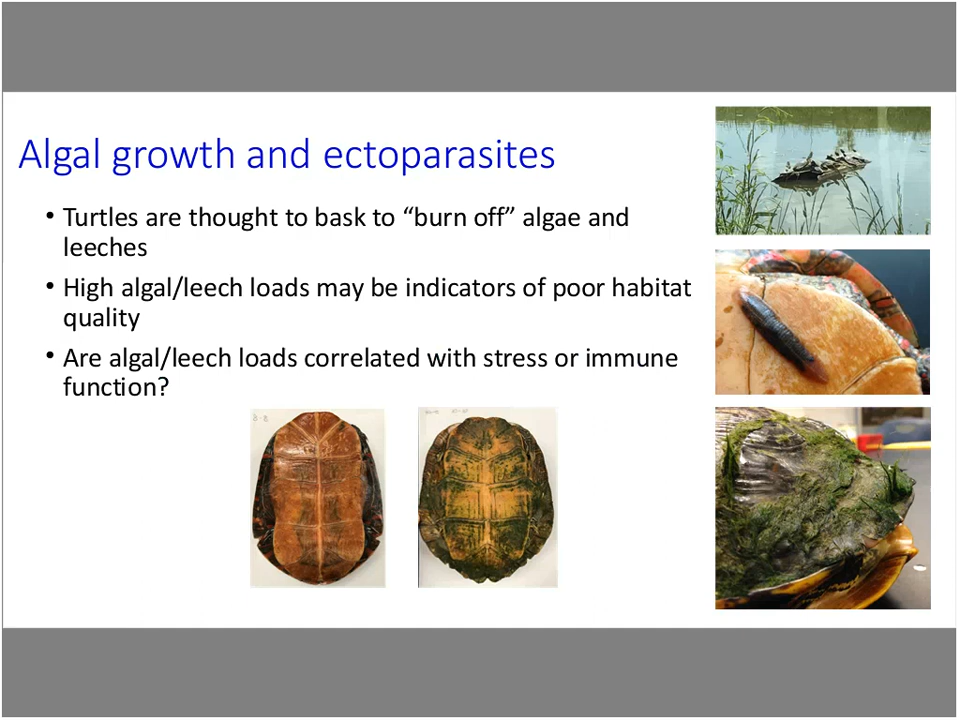 Algal growth and ectoparasites
• Turtles are thought to bask to “burn off” algae and
leeches
• High algal/leech loads may be indicators of poor habitat
quality
• Are algal/leech loads correlated with stress or immune
function?